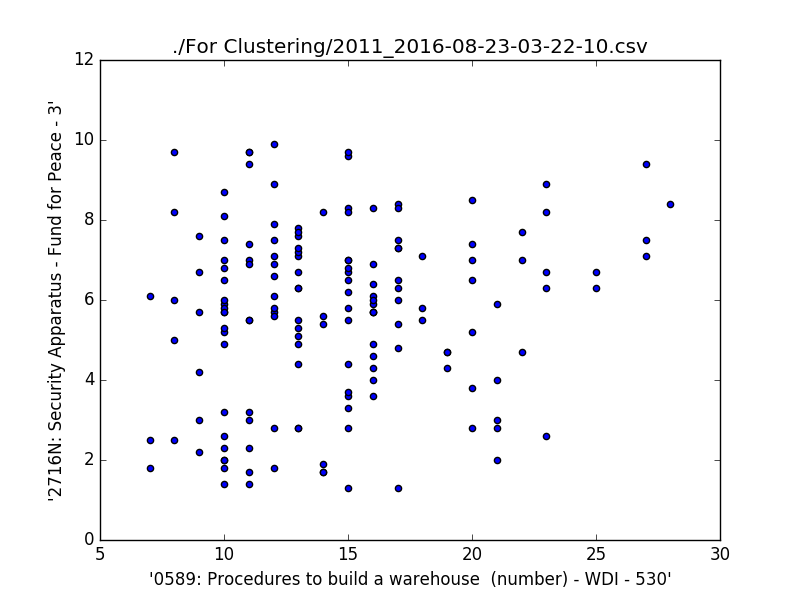 ./For Clustering/2011_2016-08-23-03-22-10.csv
'2716N: Security Apparatus - Fund for Peace - 3'
12
10
8
6
4
2
0
5 10 15 20 25 30
'0589: Procedures to build a warehouse  (number) - WDI - 530'